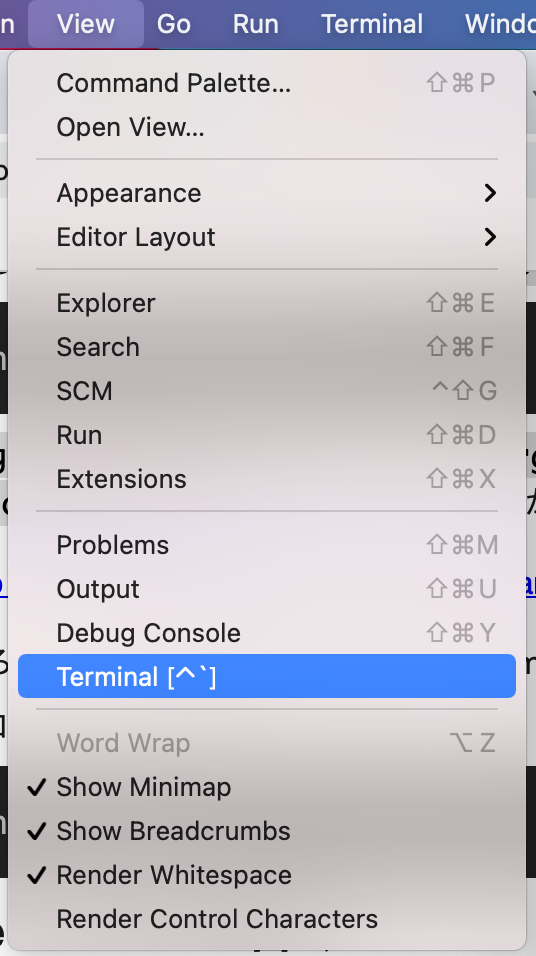 View Go Run Terminal
Command Palette... ⇧⌘P
Open View...
Appearance
Editor Layout
Explorer ⇧⌘E
Search ⇧⌘F
SCM ^⇧G
Run ⇧⌘D
Extensions ⇧⌘X
Problems ⇧⌘M
Output ⇧⌘U
Debug Console ⇧⌘Y
Terminal [^`]
Word Wrap ⌥Z
Show Minimap
Show Breadcrumbs
Render Whitespace
Render Control Characters